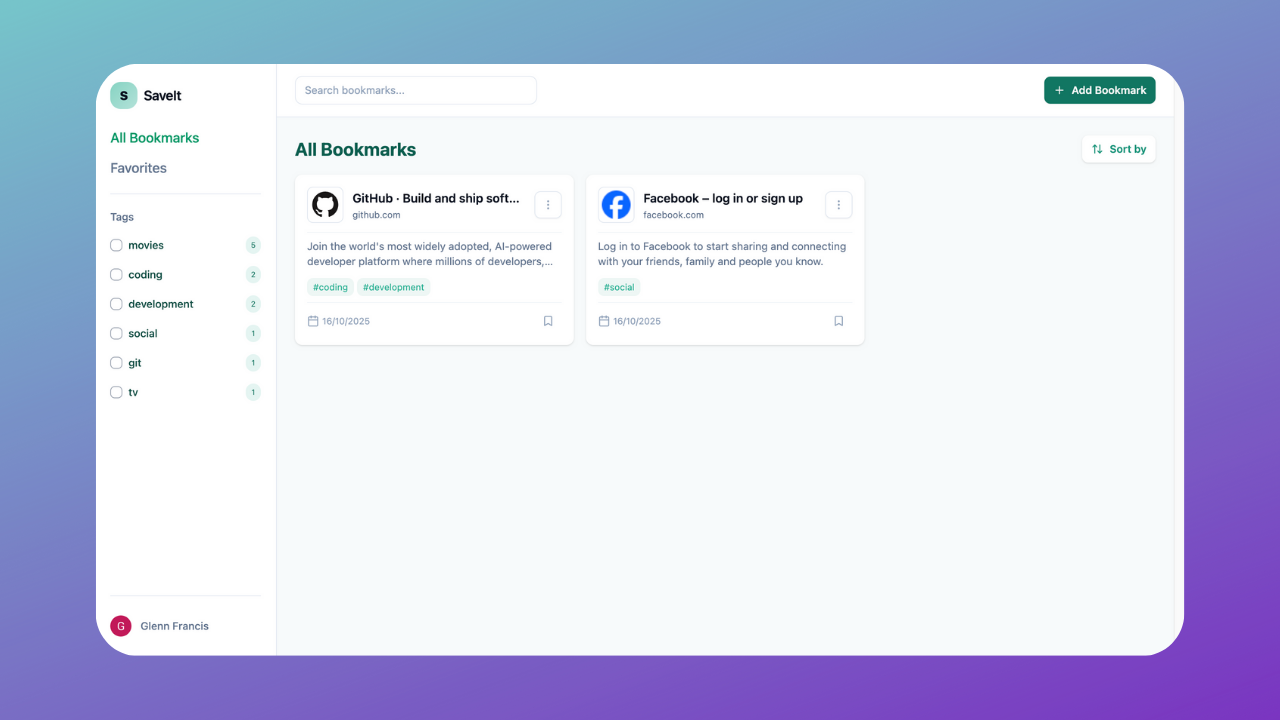 S SaveIt
All Bookmarks
Favorites
Tags
movies 5
coding 2
development 2
social 1
git 1
tv 1
G Glenn Francis
Search bookmarks...
+ Add Bookmark
All Bookmarks
Sort by
GitHub · Build and ship soft...
github.com
Join the world's most widely adopted, AI-powered
developer platform where millions of developers,...
#coding #development
16/10/2025
Facebook – log in or sign up
facebook.com
Log in to Facebook to start sharing and connecting
with your friends, family and people you know.
#social
16/10/2025